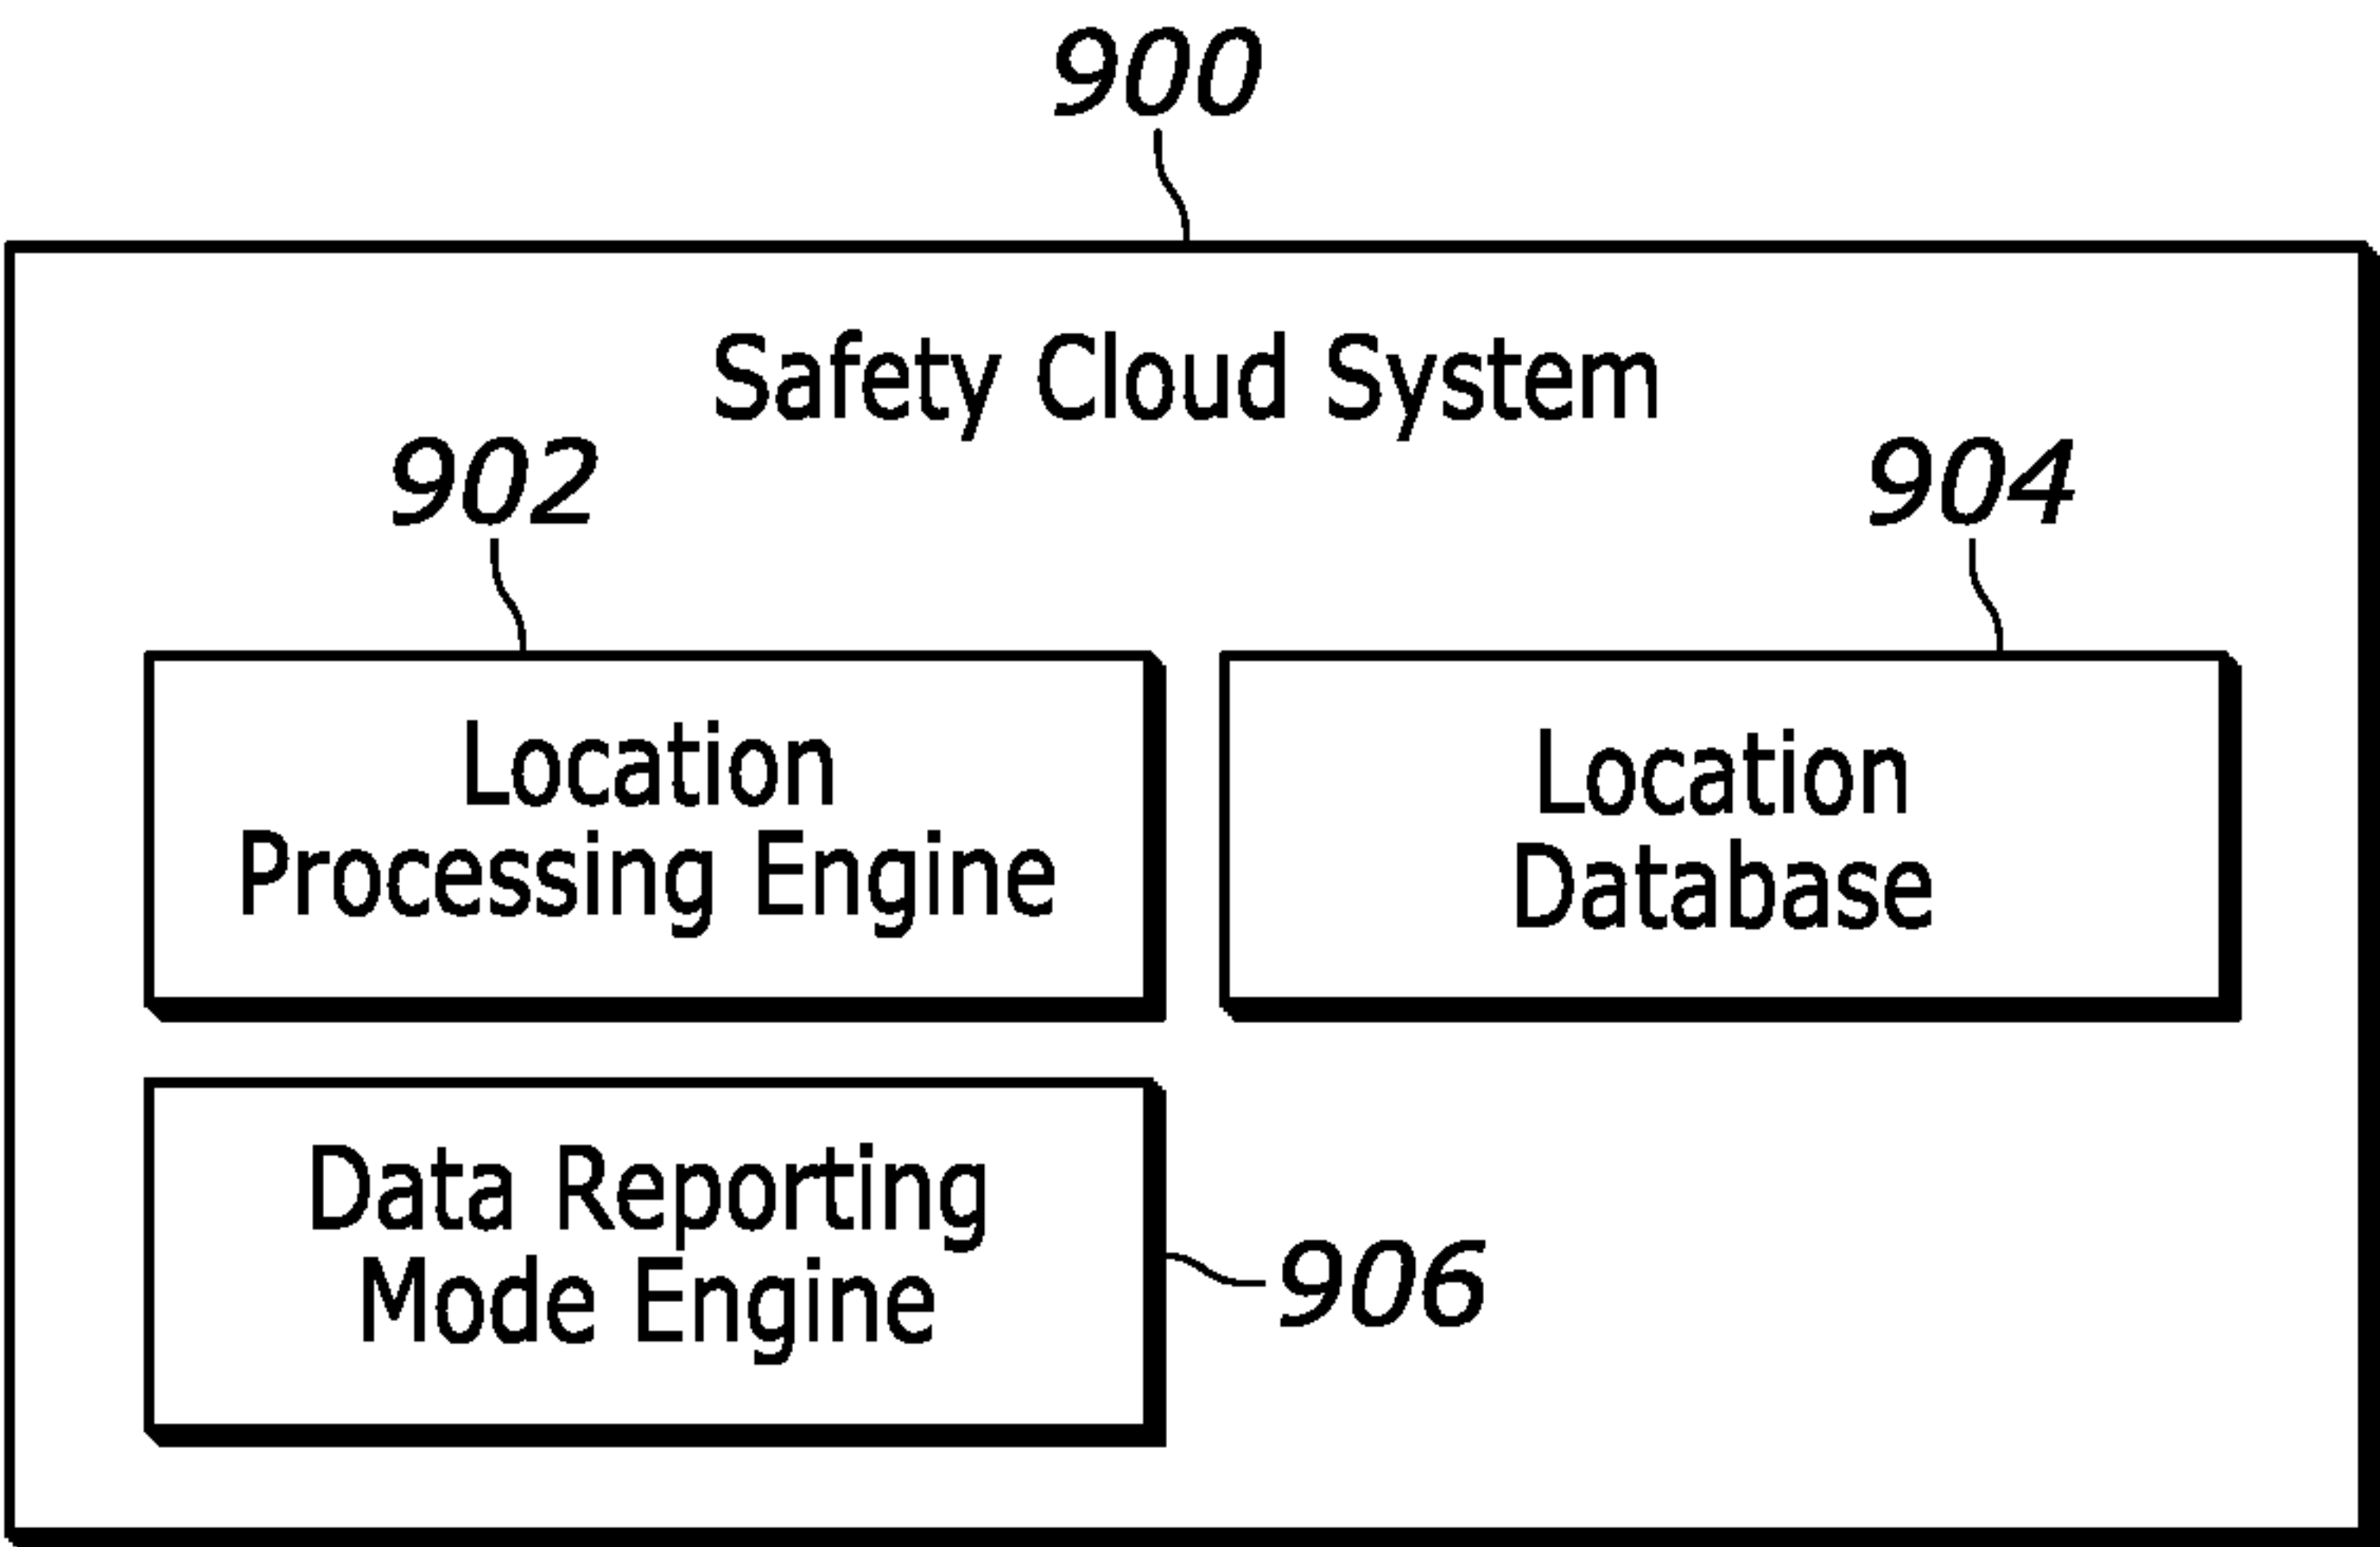 900
Safety Cloud System
902
904
Location
Processing Engine
Location
Database
Data Reporting
Mode Engine
906